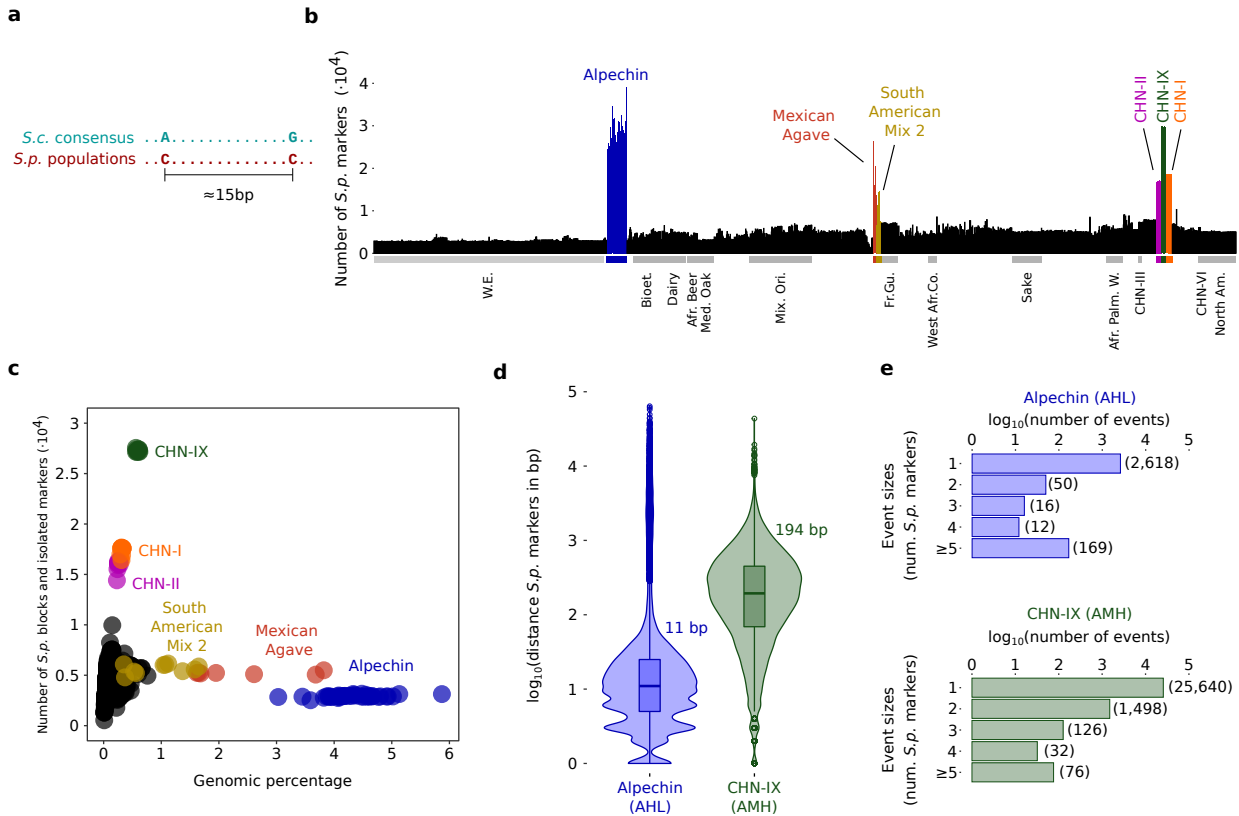 a
S.c. consensus ..A............G..
S.p. populations ..C............C..
≈15bp
b
Number of S.p. markers (·10⁴)
4
3
2
1
0
Alpechin
Mexican
Agave
South
American
Mix 2
CHN-II
CHN-IX
CHN-I
W.E.
Bioet.
Dairy
Afr. Beer
Med. Oak
Mix. Ori.
Fr.Gu.
West Afr.Co.
Sake
Afr. Palm. W.
CHN-III
CHN-VI
North Am.
c
Number of S.p. blocks and isolated markers (·10⁴)
3
2.5
2
1.5
1
0.5
0
CHN-IX
CHN-I
CHN-II
South
American
Mix 2
Mexican
Agave
Alpechin
0 1 2 3 4 5 6
Genomic percentage
d
log₁₀(distance S.p. markers in bp)
5
4
3
2
1
0
11 bp
194 bp
Alpechin
(AHL)
CHN-IX
(AMH)
e
Alpechin (AHL)
log₁₀(number of events)
0 1 2 3 4 5
Event sizes
(num. S.p. markers)
1 (2,618)
2 (50)
3 (16)
4 (12)
≥5 (169)
CHN-IX (AMH)
log₁₀(number of events)
0 1 2 3 4 5
Event sizes
(num. S.p. markers)
1 (25,640)
2 (1,498)
3 (126)
4 (32)
≥5 (76)